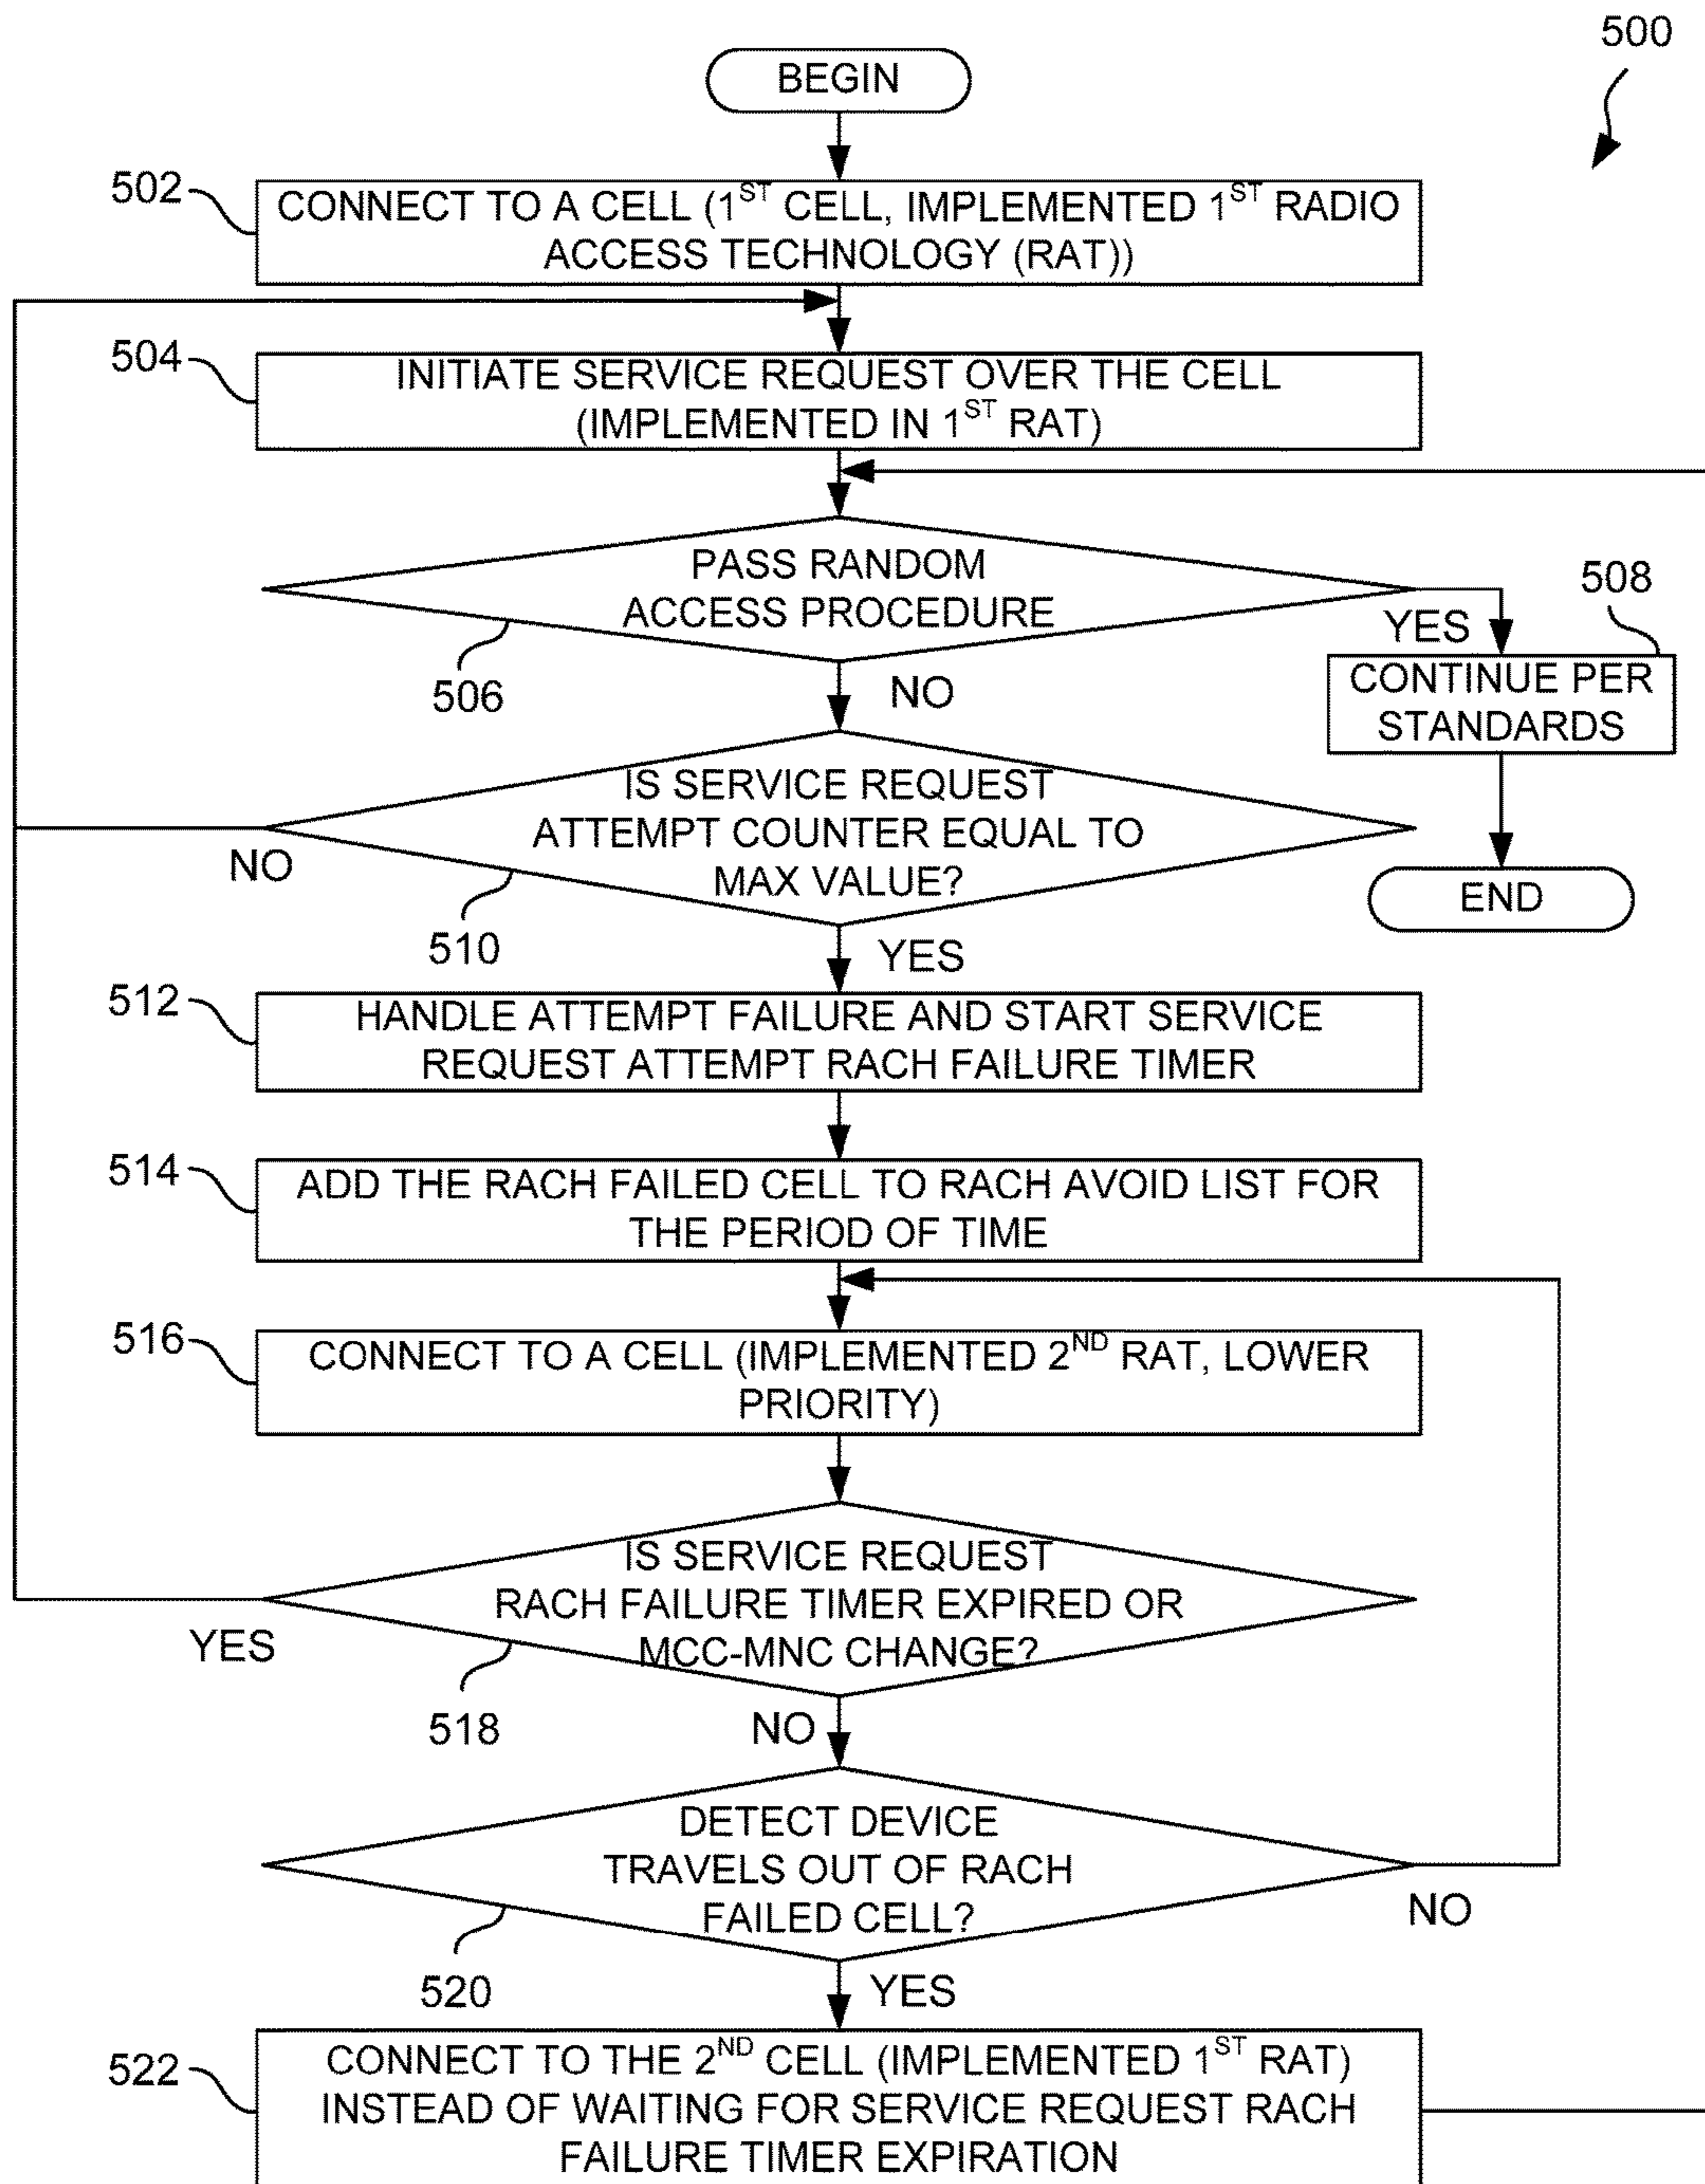 500
BEGIN
502
CONNECT TO A CELL (1ST CELL, IMPLEMENTED 1ST RADIO
ACCESS TECHNOLOGY (RAT))
504
INITIATE SERVICE REQUEST OVER THE CELL
(IMPLEMENTED IN 1ST RAT)
PASS RANDOM
ACCESS PROCEDURE
506
YES
508
CONTINUE PER
STANDARDS
END
NO
IS SERVICE REQUEST
ATTEMPT COUNTER EQUAL TO
MAX VALUE?
NO
510
YES
512
HANDLE ATTEMPT FAILURE AND START SERVICE
REQUEST ATTEMPT RACH FAILURE TIMER
514
ADD THE RACH FAILED CELL TO RACH AVOID LIST FOR
THE PERIOD OF TIME
516
CONNECT TO A CELL (IMPLEMENTED 2ND RAT, LOWER
PRIORITY)
IS SERVICE REQUEST
RACH FAILURE TIMER EXPIRED OR
MCC-MNC CHANGE?
YES
518
NO
DETECT DEVICE
TRAVELS OUT OF RACH
FAILED CELL?
NO
520
YES
522
CONNECT TO THE 2ND CELL (IMPLEMENTED 1ST RAT)
INSTEAD OF WAITING FOR SERVICE REQUEST RACH
FAILURE TIMER EXPIRATION